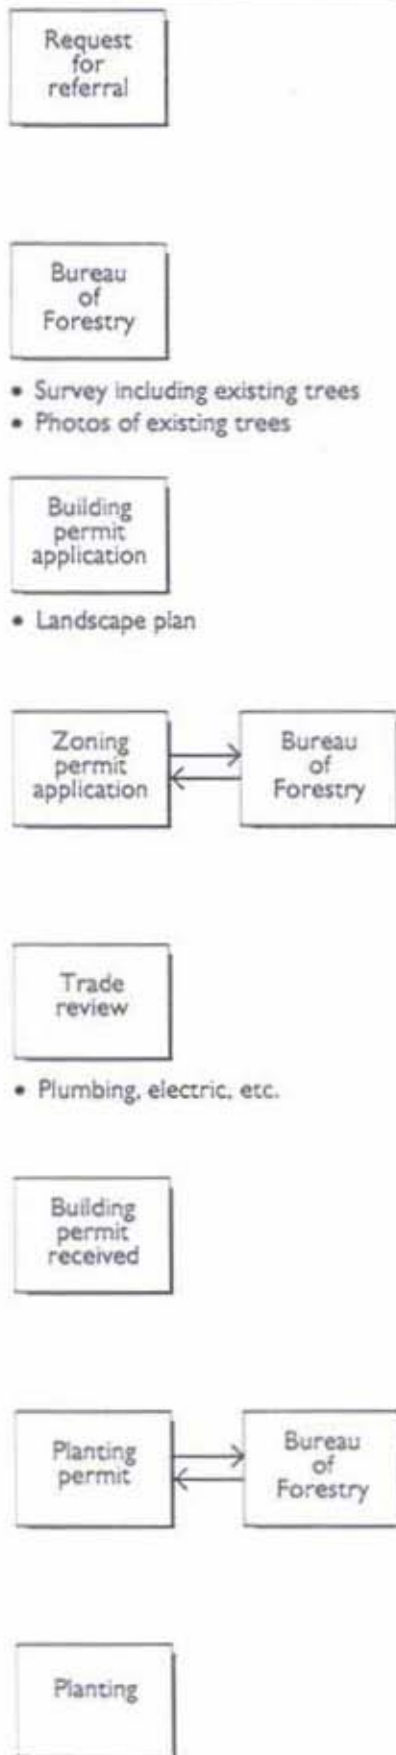 Request
for
referral
Bureau
of
Forestry
• Survey including existing trees
• Photos of existing trees
Building
permit
application
• Landscape plan
Zoning
permit
application
Bureau
of
Forestry
Trade
review
• Plumbing, electric, etc.
Building
permit
received
Planting
permit
Bureau
of
Forestry
Planting